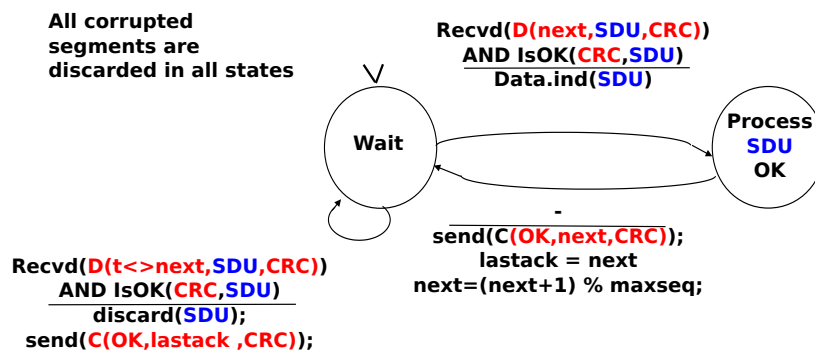 All corrupted
segments are
discarded in all states
Recvd(D(next,SDU,CRC))
AND IsOK(CRC,SDU)
Data.ind(SDU)
Wait
Process
SDU
OK
-
send(C(OK,next,CRC));
lastack = next
next=(next+1) % maxseq;
Recvd(D(t<>next,SDU,CRC))
AND IsOK(CRC,SDU)
discard(SDU);
send(C(OK,lastack ,CRC));